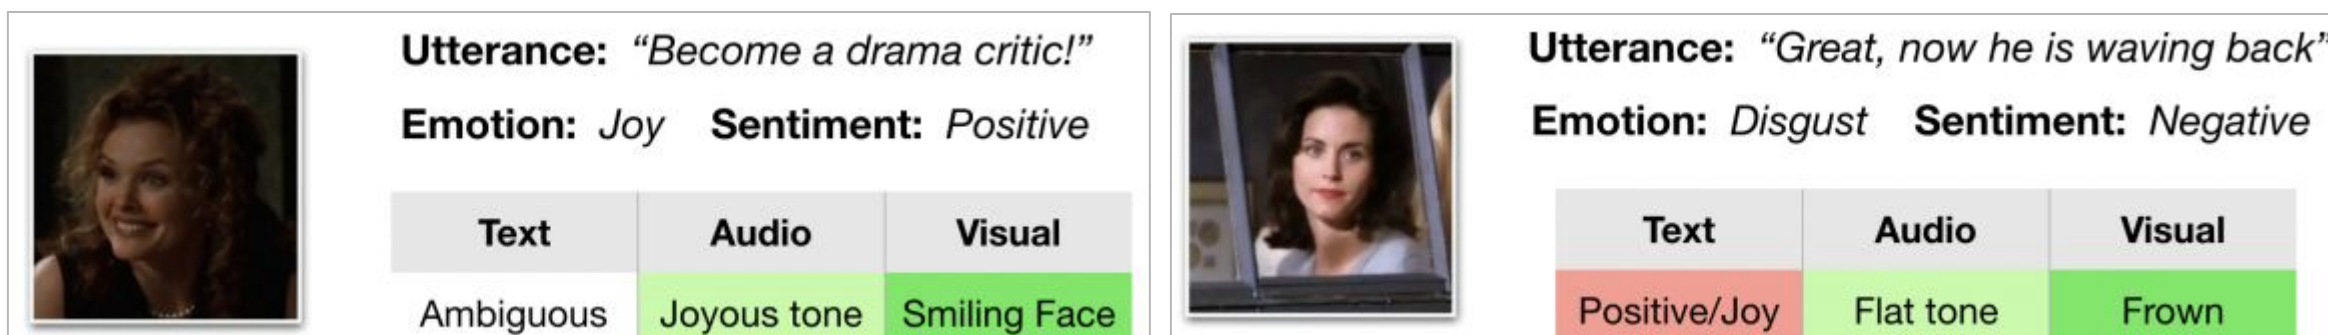 Utterance: “Become a drama critic!”
Emotion: Joy Sentiment: Positive
Text Audio Visual
Ambiguous Joyous tone Smiling Face
Utterance: “Great, now he is waving back”
Emotion: Disgust Sentiment: Negative
Text Audio Visual
Positive/Joy Flat tone Frown